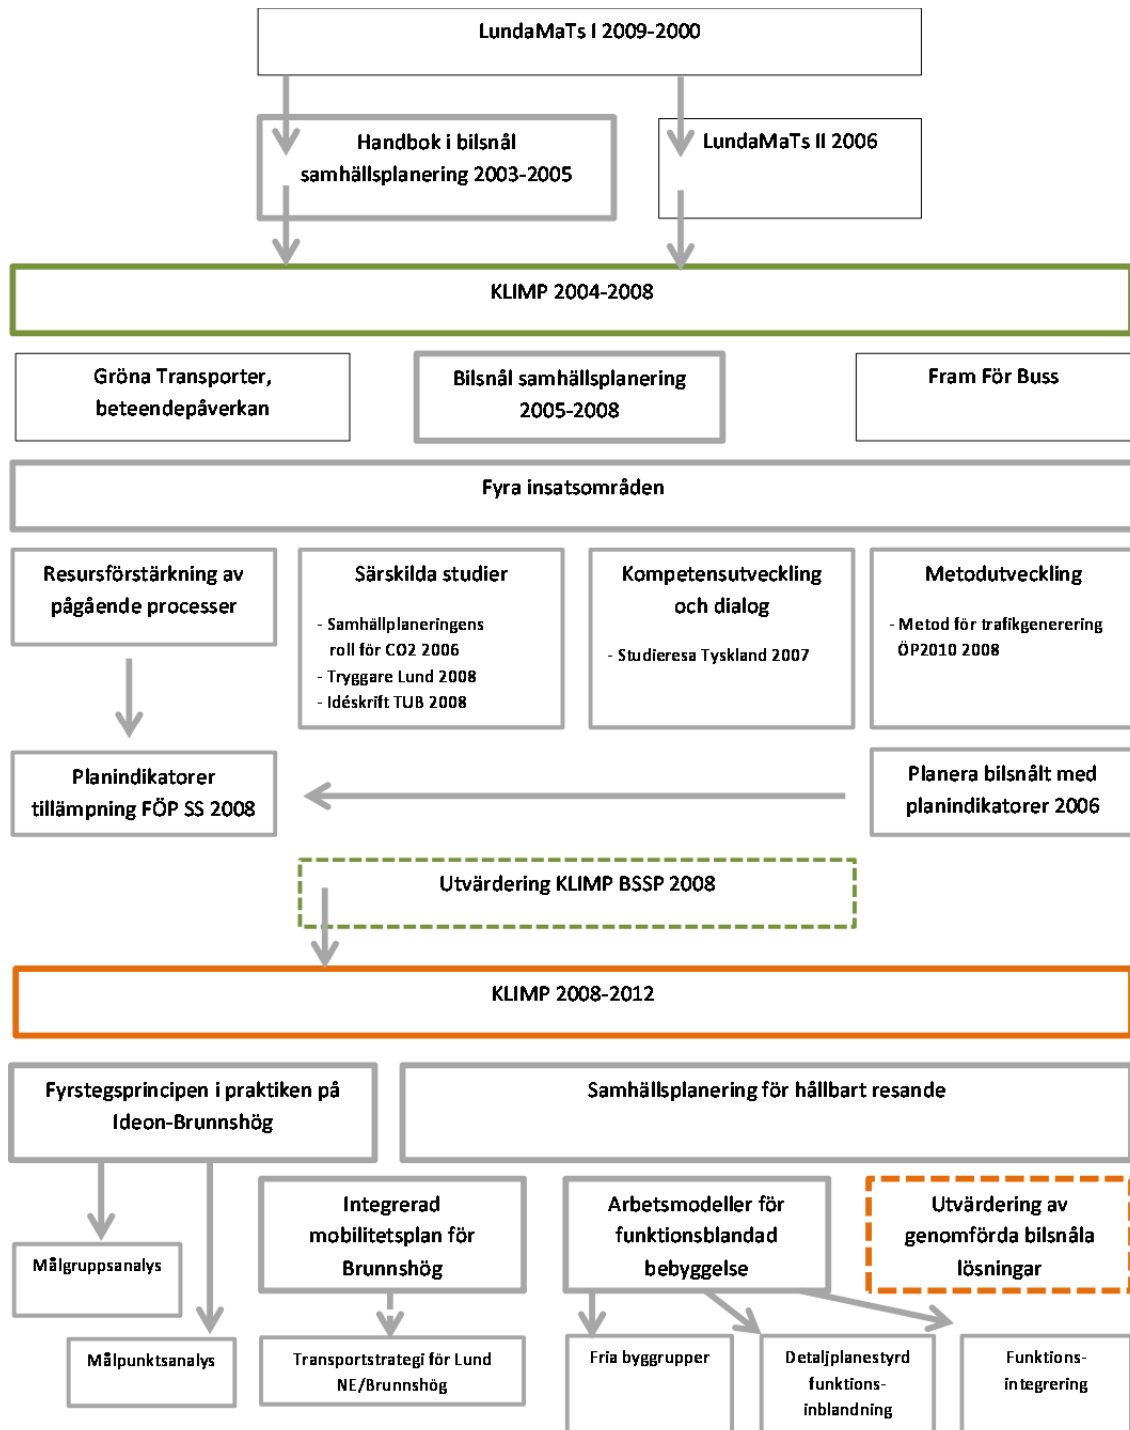 LundaMaTs I 2009-2000
Handbok i bilsnål
samhällsplanering 2003-2005
LundaMaTs II 2006
KLIMP 2004-2008
Gröna Transporter,
beteendepåverkan
Bilsnål samhällsplanering
2005-2008
Fram För Buss
Fyra insatsområden
Resursförstärkning av
pågående processer
Särskilda studier
- Samhällplaneringens
roll för CO2 2006
- Tryggare Lund 2008
- Idéskrift TUB 2008
Kompetensutveckling
och dialog
- Studieresa Tyskland 2007
Metodutveckling
- Metod för trafikgenerering
ÖP2010 2008
Planindikatorer
tillämpning FÖP SS 2008
Planera bilsnålt med
planindikatorer 2006
Utvärdering KLIMP BSSP 2008
KLIMP 2008-2012
Fyrstegsprincipen i praktiken på
Ideon-Brunnshög
Samhällsplanering för hållbart resande
Integrerad
mobilitetsplan för
Brunnshög
Arbetsmodeller för
funktionsblandad
bebyggelse
Utvärdering av
genomförda bilsnåla
lösningar
Målgruppsanalys
Målpunktsanalys
Transportstrategi för Lund
NE/Brunnshög
Fria byggrupper
Detaljplanestyrd
funktions-
inblandning
Funktions-
integrering